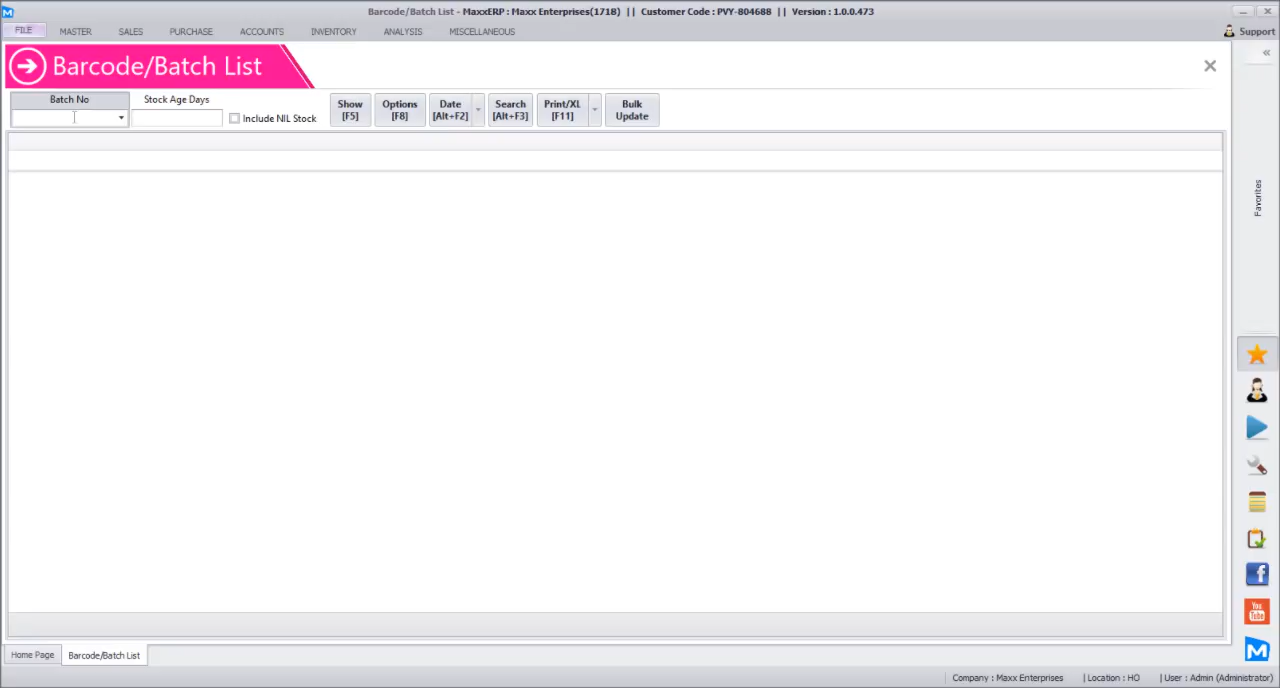 Barcode/Batch List - MaxxERP : Maxx Enterprises(1718) || Customer Code : PVY-804688 || Version : 1.0.0.473
FILE MASTER SALES PURCHASE ACCOUNTS INVENTORY ANALYSIS MISCELLANEOUS Support
Barcode/Batch List
Batch No Stock Age Days
Include NIL Stock
Show
[F5]
Options
[F8]
Date
[Alt+F2]
Search
[Alt+F3]
Print/XL
[F11]
Bulk
Update
Favorites
You
Tube
Home Page Barcode/Batch List
Company : Maxx Enterprises | Location : HO | User : Admin (Administrator)